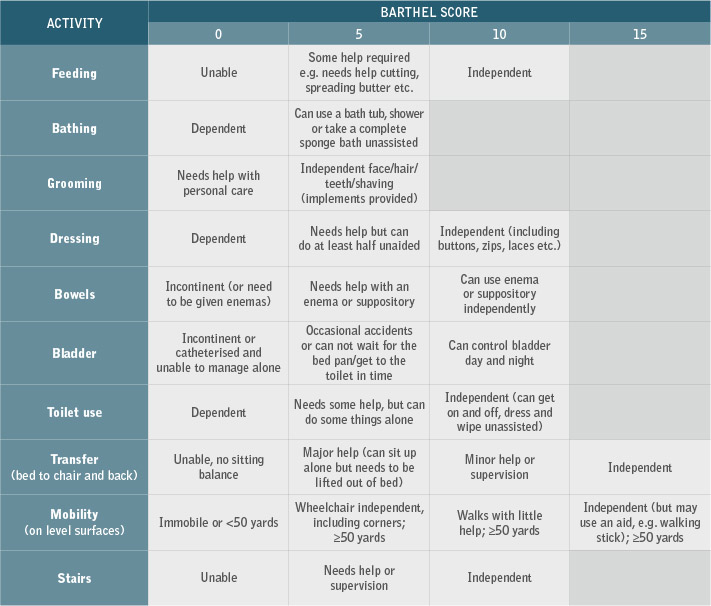 ACTIVITY
BARTHEL SCORE
0
5
10
15
Feeding
Unable
Some help required
e.g. needs help cutting,
spreading butter etc.
Independent
Bathing
Dependent
Can use a bath tub, shower
or take a complete
sponge bath unassisted
Grooming
Needs help with
personal care
Independent face/hair/
teeth/shaving
(implements provided)
Dressing
Dependent
Needs help but can
do at least half unaided
Independent (including
buttons, zips, laces etc.)
Bowels
Incontinent (or need
to be given enemas)
Needs help with an
enema or suppository
Can use enema
or suppository
independently
Bladder
Incontinent or
catheterised and
unable to manage alone
Occasional accidents
or can not wait for the
bed pan/get to the
toilet in time
Can control bladder
day and night
Toilet use
Dependent
Needs some help, but can
do some things alone
Independent (can get
on and off, dress and
wipe unassisted)
Transfer
(bed to chair and back)
Unable, no sitting
balance
Major help (can sit up
alone but needs to be
lifted out of bed)
Minor help or
supervision
Independent
Mobility
(on level surfaces)
Immobile or <50 yards
Wheelchair independent,
including corners;
≥50 yards
Walks with little
help; ≥50 yards
Independent (but may
use an aid, e.g. walking
stick); ≥50 yards
Stairs
Unable
Needs help or
supervision
Independent